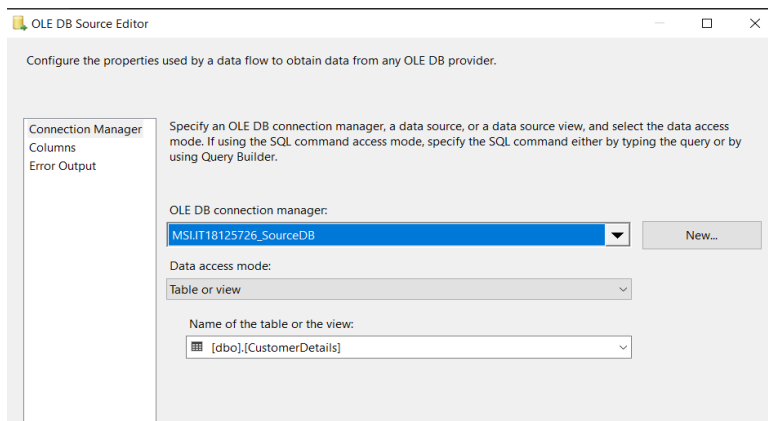 OLE DB Source Editor
Configure the properties used by a data flow to obtain data from any OLE DB provider.
Connection Manager
Columns
Error Output
Specify an OLE DB connection manager, a data source, or a data source view, and select the data access
mode. If using the SQL command access mode, specify the SQL command either by typing the query or by
using Query Builder.
OLE DB connection manager:
MSI.IT18125726_SourceDB
New...
Data access mode:
Table or view
Name of the table or the view:
[dbo].[CustomerDetails]